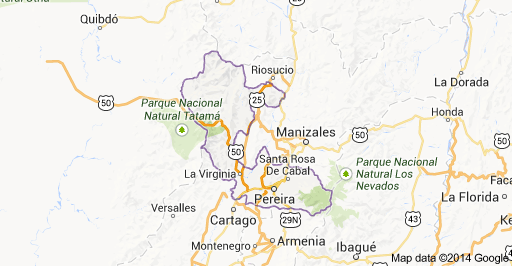 Quibdó
Riosucio
La Dorada
50
25
50
Honda
Parque Nacional
Natural Tatamá
Manizales
50
50
Santa Rosa
De Cabal
Parque Nacional
Natural Los
Nevados
La Virginia
Versalles
Pereira
La Florida
Cartago
29N
43
Montenegro
Armenia
Ibagué
Map data ©2014 Google